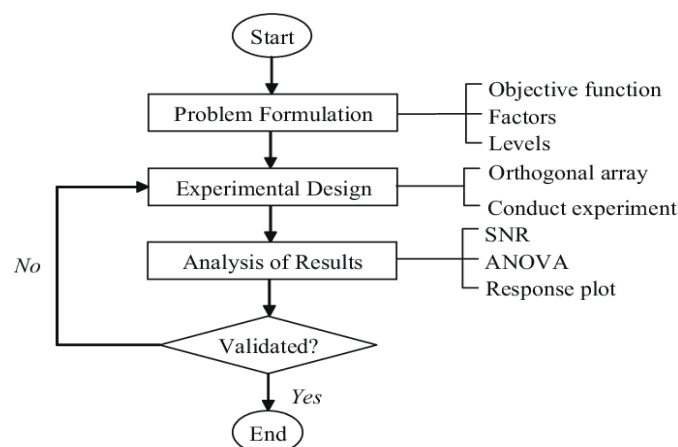 Start
Problem Formulation
Objective function
Factors
Levels
Experimental Design
Orthogonal array
Conduct experiment
Analysis of Results
SNR
ANOVA
Response plot
No
Validated?
Yes
End